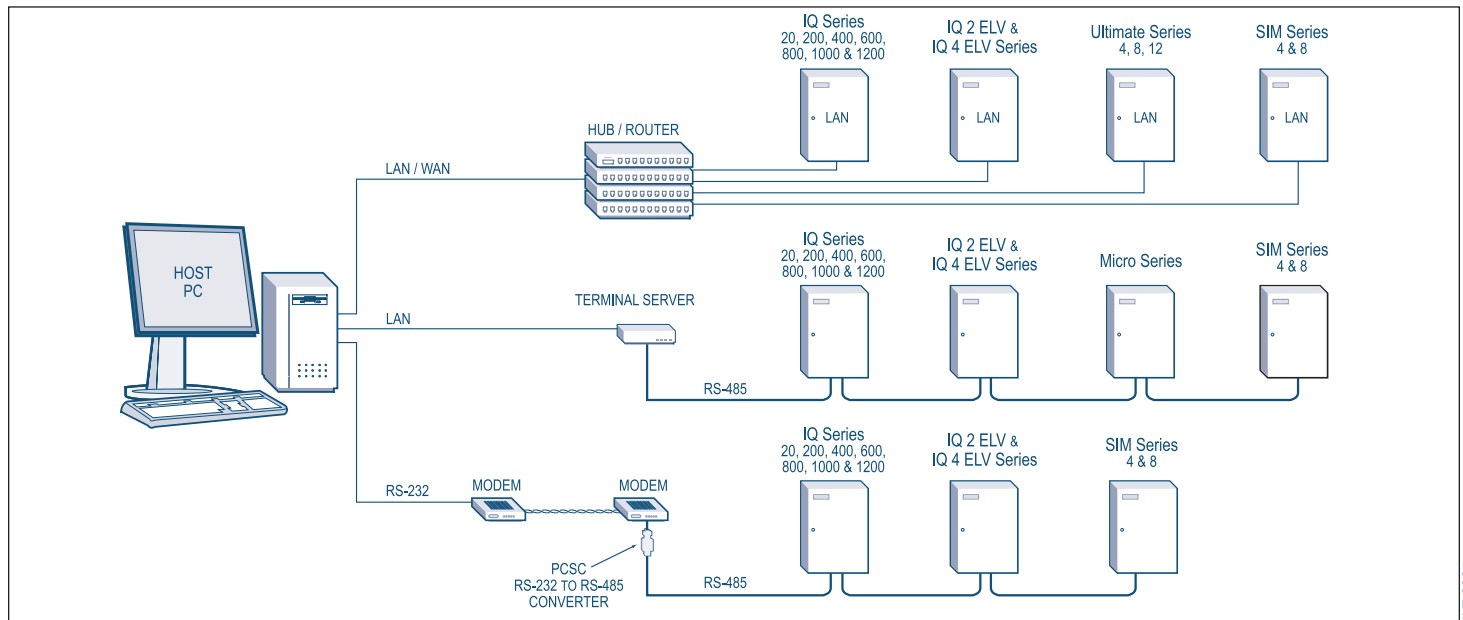 IQ Series
20, 200, 400, 600,
800, 1000 & 1200
IQ 2 ELV &
IQ 4 ELV Series
Ultimate Series
4, 8, 12
SIM Series
4 & 8
LAN
LAN
LAN
LAN
HUB / ROUTER
LAN / WAN
HOST
PC
IQ Series
20, 200, 400, 600,
800, 1000 & 1200
IQ 2 ELV &
IQ 4 ELV Series
Micro Series
SIM Series
4 & 8
TERMINAL SERVER
LAN
RS-485
IQ Series
20, 200, 400, 600,
800, 1000 & 1200
IQ 2 ELV &
IQ 4 ELV Series
SIM Series
4 & 8
RS-232
MODEM
MODEM
PCSC
RS-232 TO RS-485
CONVERTER
RS-485